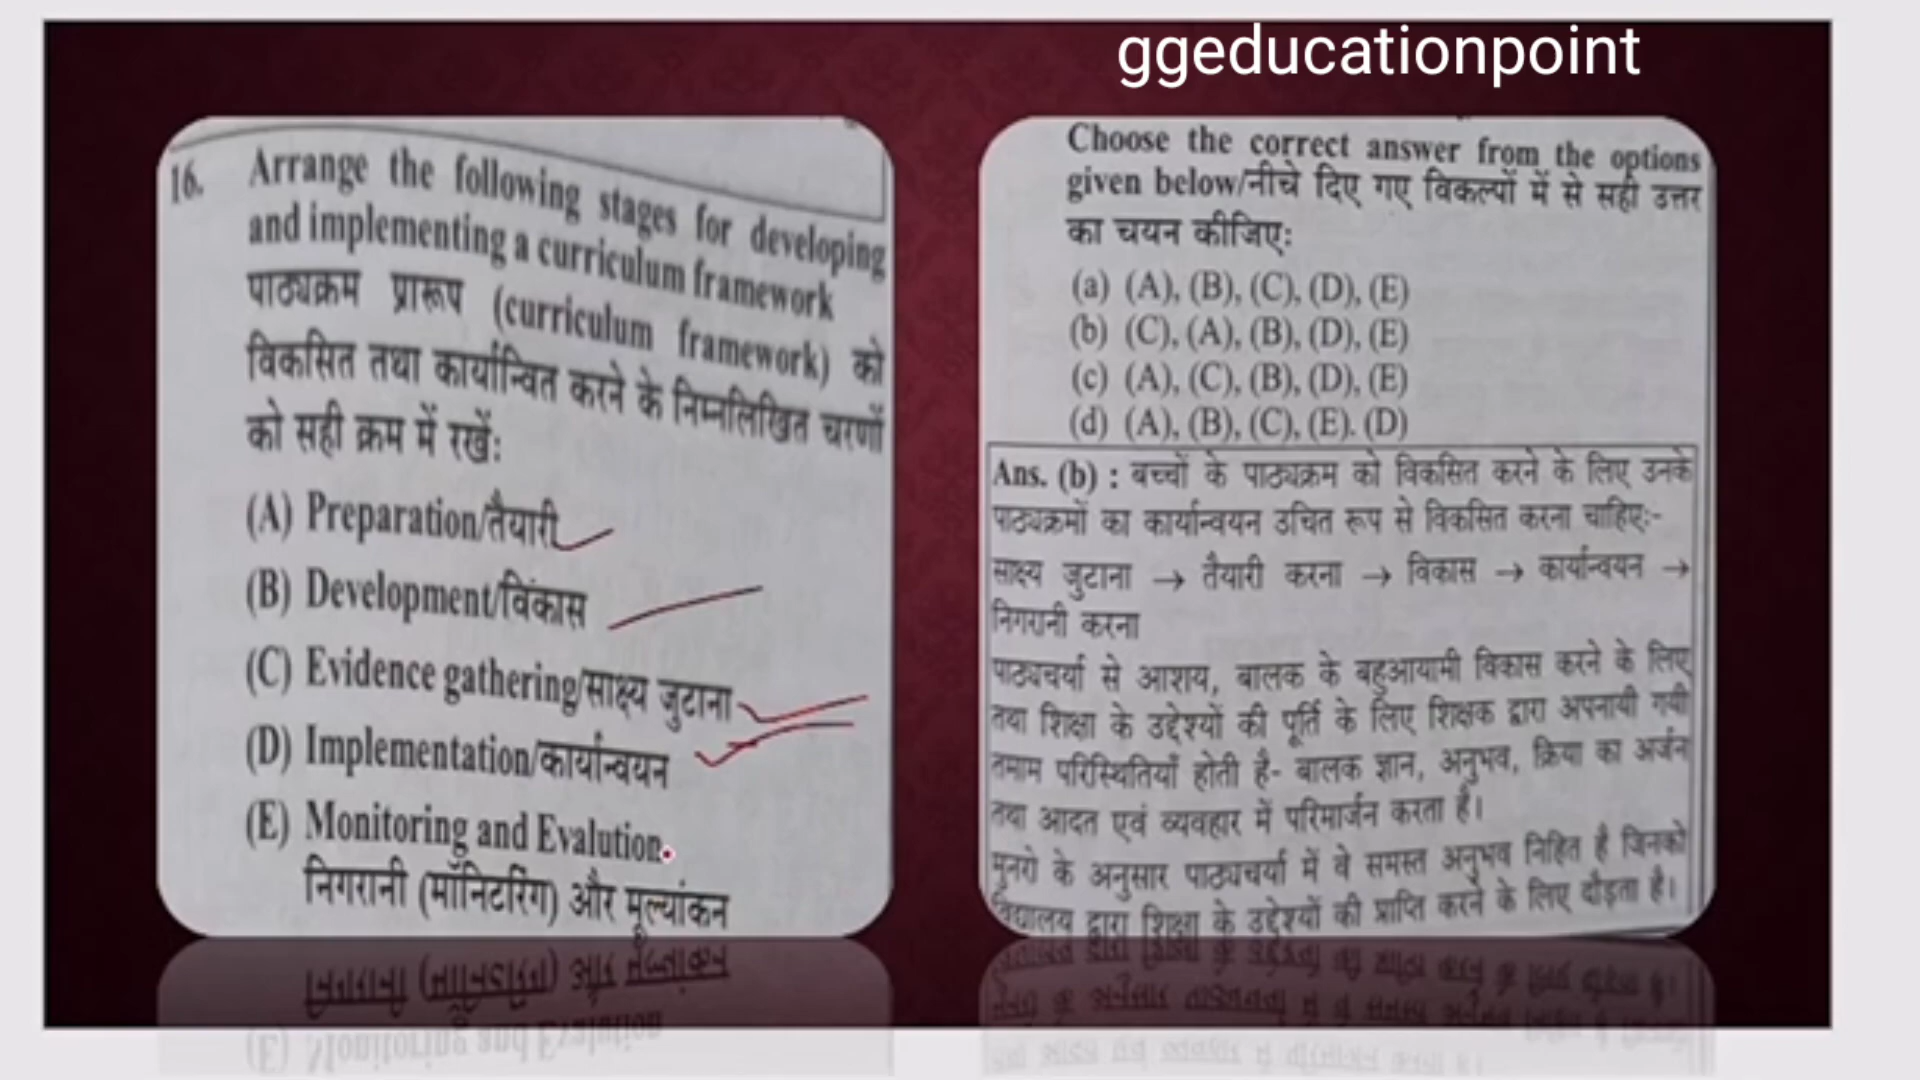 ggeducationpoint
16. Arrange the following stages for developing
and implementing a curriculum framework
पाठ्यक्रम प्रारूप (curriculum framework) को
विकसित तथा कार्यान्वित करने के निम्नलिखित चरणों
को सही क्रम में रखें:
(A) Preparation/तैयारी
(B) Development/विकास
(C) Evidence gathering/साक्ष्य जुटाना
(D) Implementation/कार्यान्वयन
(E) Monitoring and Evalution
निगरानी (मॉनिटरिंग) और मूल्यांकन
Choose the correct answer from the options
given below/नीचे दिए गए विकल्पों में से सही उत्तर
का चयन कीजिए:
(a) (A), (B), (C), (D), (E)
(b) (C), (A), (B), (D), (E)
(c) (A), (C), (B), (D), (E)
(d) (A), (B), (C), (E). (D)
Ans. (b) : बच्चों के पाठ्यक्रम को विकसित करने के लिए उनके
पाठ्यक्रमों का कार्यान्वयन उचित रूप से विकसित करना चाहिए:-
साक्ष्य जुटाना → तैयारी करना → विकास → कार्यान्वयन →
निगरानी करना
पाठ्यचर्या से आशय, बालक के बहुआयामी विकास करने के लिए
तथा शिक्षा के उद्देश्यों की पूर्ति के लिए शिक्षक द्वारा अपनायी गयी
तमाम परिस्थितियाँ होती है- बालक ज्ञान, अनुभव, क्रिया का अर्जन
तथा आदत एवं व्यवहार में परिमार्जन करता है।
मुनरो के अनुसार पाठ्यचर्या में वे समस्त अनुभव निहित है जिनको
विद्यालय द्वारा शिक्षा के उद्देश्यों की प्राप्ति करने के लिए दौड़ता है।